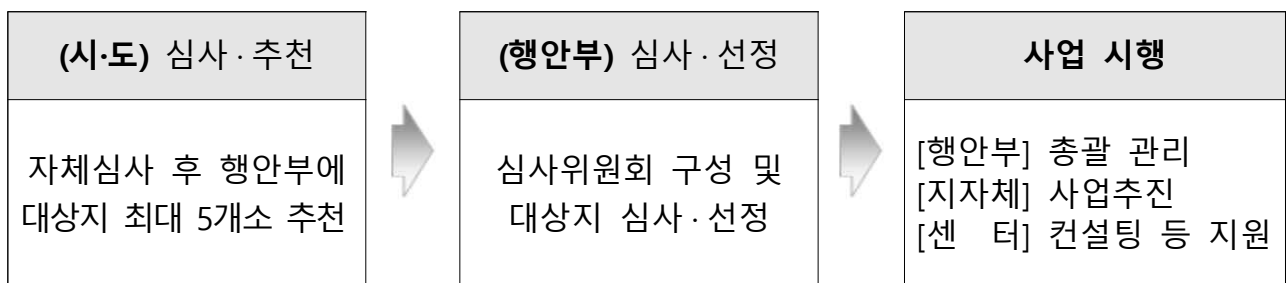 (시·도) 심사·추천
자체심사 후 행안부에
대상지 최대 5개소 추천
(행안부) 심사·선정
심사위원회 구성 및
대상지 심사·선정
사업 시행
[행안부] 총괄 관리
[지자체] 사업추진
[센 터] 컨설팅 등 지원